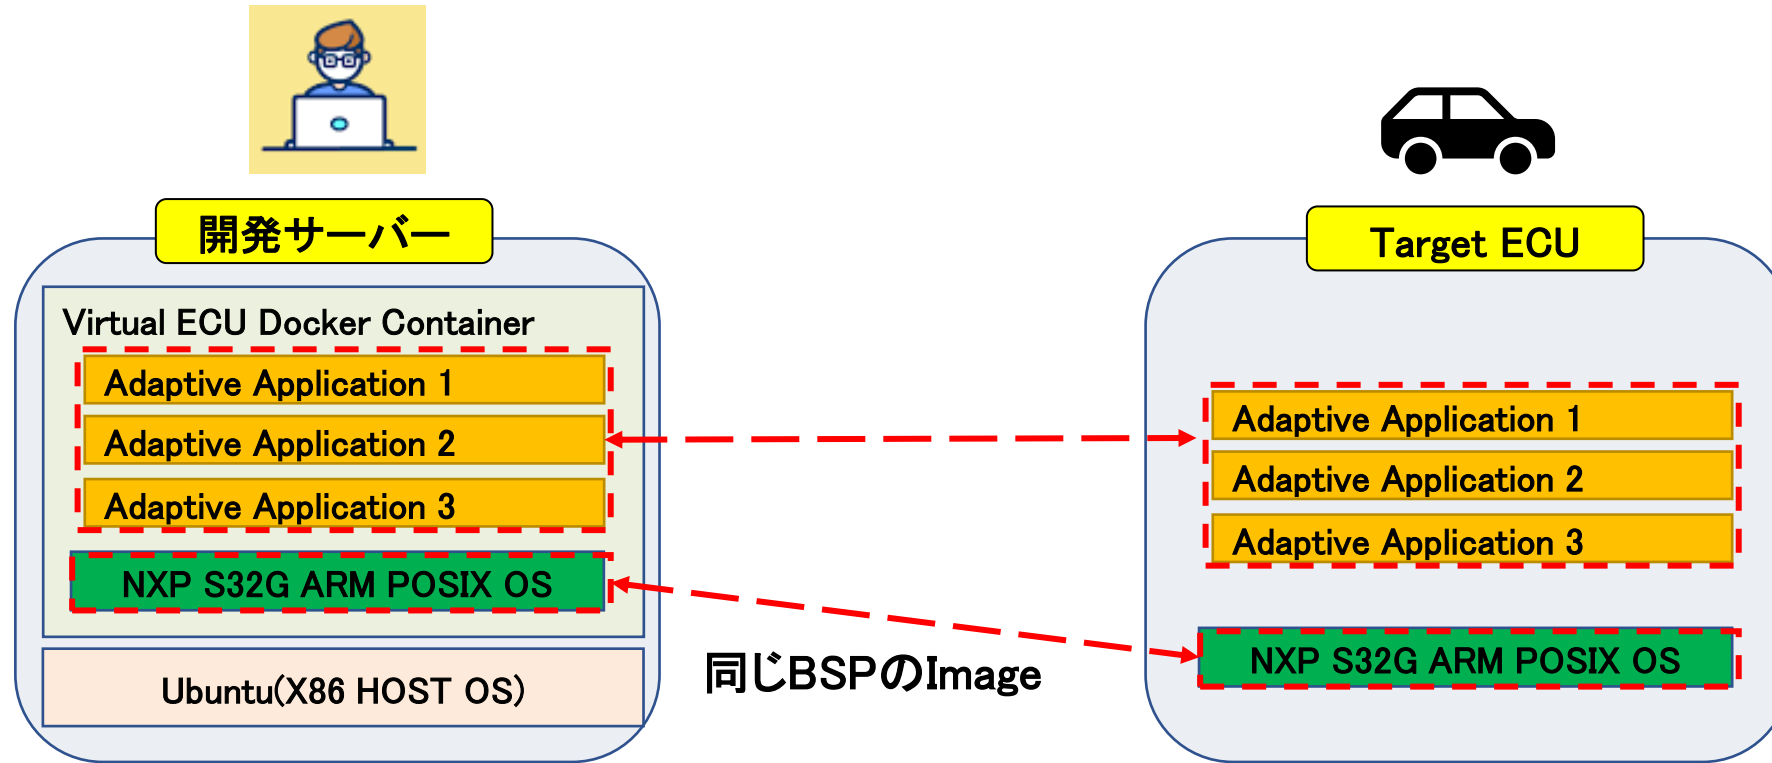 開発サーバー
Virtual ECU Docker Container
Adaptive Application 1
Adaptive Application 2
Adaptive Application 3
NXP S32G ARM POSIX OS
Ubuntu(X86 HOST OS)
同じBSPのImage
Target ECU
Adaptive Application 1
Adaptive Application 2
Adaptive Application 3
NXP S32G ARM POSIX OS